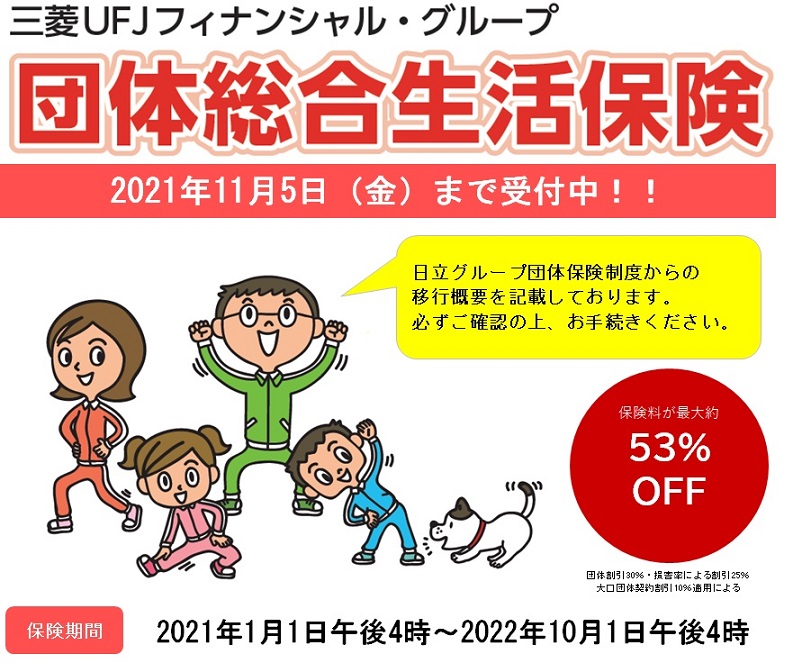 三菱UFJフィナンシャル・グループ
団体総合生活保険
2021年11月5日（金）まで受付中！！
日立グループ団体保険制度からの
移行概要を記載しております。
必ずご確認の上、お手続きください。
保険料が最大約
53%
OFF
団体割引30%・損害率による割引25%
大口団体契約割引10%適用による
保険期間
2021年1月1日午後4時～2022年10月1日午後4時